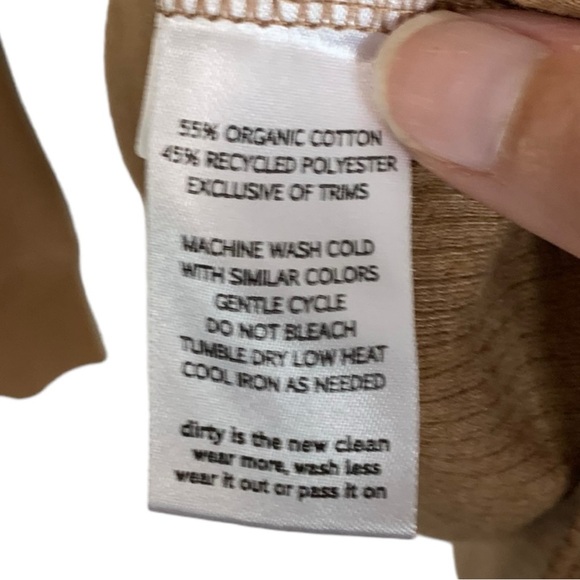 55% ORGANIC COTTON
45% RECYCLED POLYESTER
EXCLUSIVE OF TRIMS
MACHINE WASH COLD
WITH SIMILAR COLORS
GENTLE CYCLE
DO NOT BLEACH
TUMBLE DRY LOW HEAT
COOL IRON AS NEEDED
dirty is the new clean
wear more, wash less
wear it out or pass it on